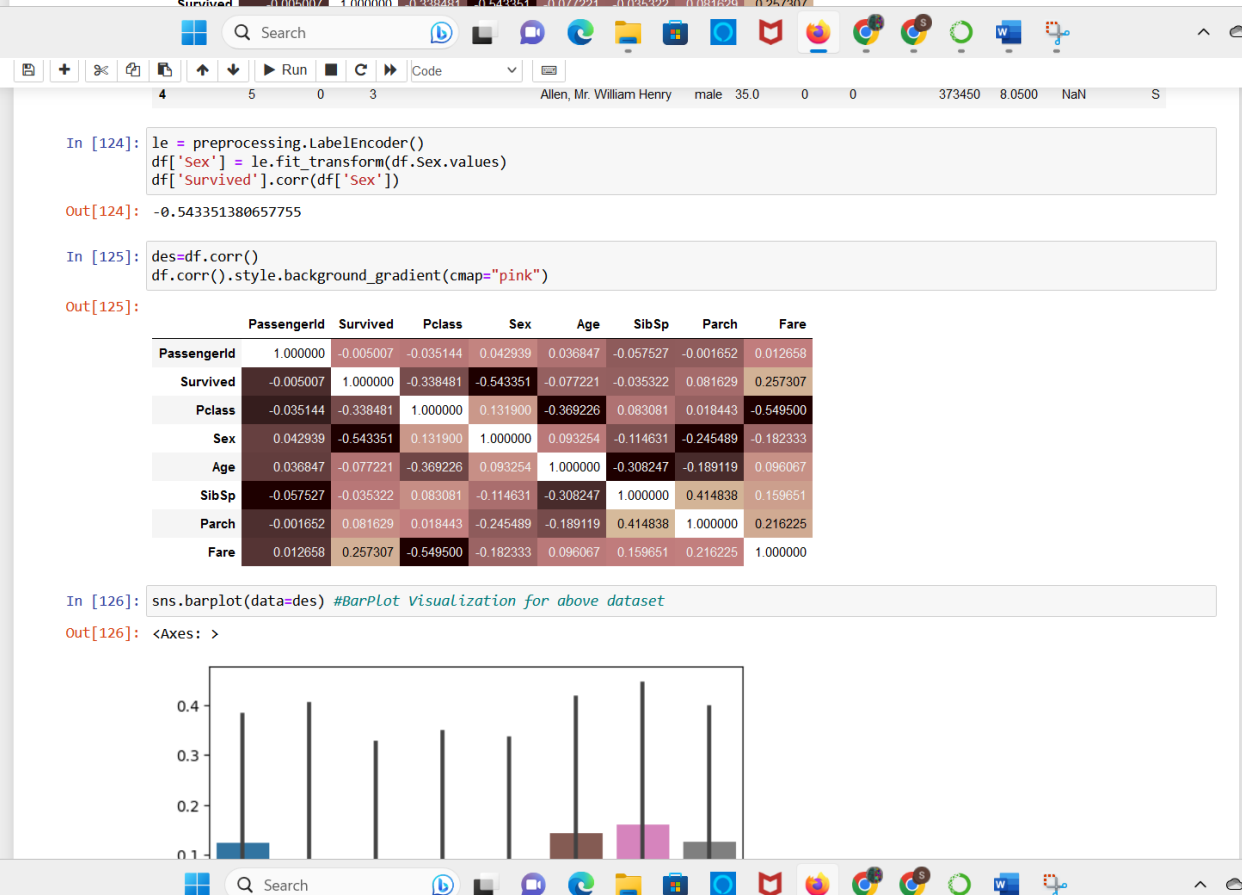 Survived -0.005007 1.000000 -0.338481 -0.543351 -0.077221 -0.035322 0.081629 0.257307
Search
Run Code
4 5 0 3 Allen, Mr. William Henry male 35.0 0 0 373450 8.0500 NaN S
In [124]: le = preprocessing.LabelEncoder()
df['Sex'] = le.fit_transform(df.Sex.values)
df['Survived'].corr(df['Sex'])
Out[124]: -0.543351380657755
In [125]: des=df.corr()
df.corr().style.background_gradient(cmap="pink")
Out[125]:
PassengerId Survived Pclass Sex Age SibSp Parch Fare
PassengerId 1.000000 -0.005007 -0.035144 0.042939 0.036847 -0.057527 -0.001652 0.012658
Survived -0.005007 1.000000 -0.338481 -0.543351 -0.077221 -0.035322 0.081629 0.257307
Pclass -0.035144 -0.338481 1.000000 0.131900 -0.369226 0.083081 0.018443 -0.549500
Sex 0.042939 -0.543351 0.131900 1.000000 0.093254 -0.114631 -0.245489 -0.182333
Age 0.036847 -0.077221 -0.369226 0.093254 1.000000 -0.308247 -0.189119 0.096067
SibSp -0.057527 -0.035322 0.083081 -0.114631 -0.308247 1.000000 0.414838 0.159651
Parch -0.001652 0.081629 0.018443 -0.245489 -0.189119 0.414838 1.000000 0.216225
Fare 0.012658 0.257307 -0.549500 -0.182333 0.096067 0.159651 0.216225 1.000000
In [126]: sns.barplot(data=des) #BarPlot Visualization for above dataset
Out[126]: <Axes: >
0.4
0.3
0.2
0.1
Search